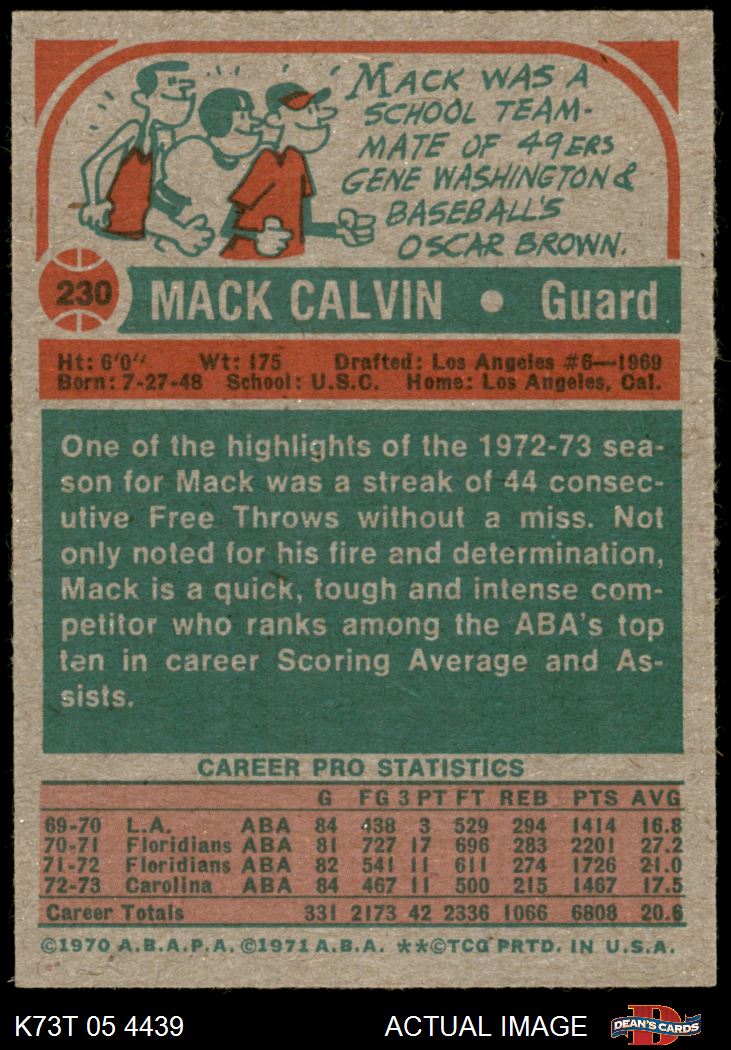 MACK WAS A
SCHOOL TEAM-
MATE OF 49ERS
GENE WASHINGTON &
BASEBALL'S
OSCAR BROWN.
230 MACK CALVIN • Guard
Ht: 6'0" Wt: 175 Drafted: Los Angeles #6—1969
Born: 7-27-48 School: U.S.C. Home: Los Angeles, Cal.
One of the highlights of the 1972-73 sea-
son for Mack was a streak of 44 consec-
utive Free Throws without a miss. Not
only noted for his fire and determination,
Mack is a quick, tough and intense com-
petitor who ranks among the ABA's top
ten in career Scoring Average and As-
sists.
CAREER PRO STATISTICS
G FG 3 PT FT REB PTS AVG
69-70 L.A. ABA 84 438 3 529 294 1414 16.8
70-71 Floridians ABA 81 727 17 696 283 2201 27.2
71-72 Floridians ABA 82 541 11 611 274 1726 21.0
72-73 Carolina ABA 84 467 11 500 215 1467 17.5
Career Totals 331 2173 42 2336 1066 6808 20.6
©1970 A.B.A.P.A. ©1971 A.B.A. **©TCG PRTD. IN U.S.A.
K73T 05 4439 ACTUAL IMAGE D DEAN'S CARDS